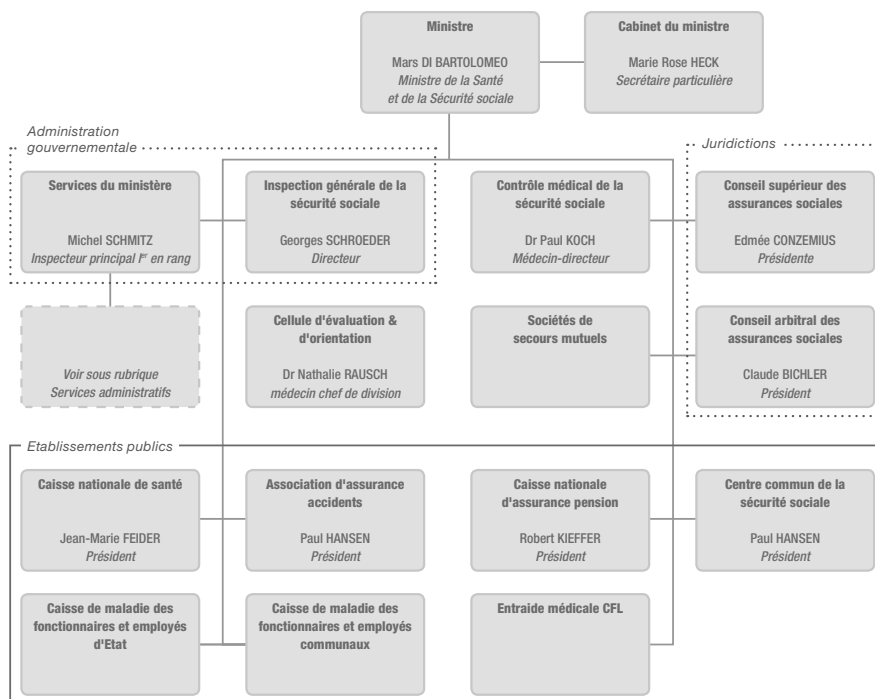 Ministre
Mars DI BARTOLOMEO
Ministre de la Santé
et de la Sécurité sociale
Cabinet du ministre
Marie Rose HECK
Secrétaire particulière
Administration
gouvernementale
Juridictions
Services du ministère
Michel SCHMITZ
Inspecteur principal Ier en rang
Inspection générale de la
sécurité sociale
Georges SCHROEDER
Directeur
Contrôle médical de la
sécurité sociale
Dr Paul KOCH
Médecin-directeur
Conseil supérieur des
assurances sociales
Edmée CONZEMIUS
Présidente
Voir sous rubrique
Services administratifs
Cellule d'évaluation &
d'orientation
Dr Nathalie RAUSCH
médecin chef de division
Sociétés de
secours mutuels
Conseil arbitral des
assurances sociales
Claude BICHLER
Président
Etablissements publics
Caisse nationale de santé
Jean-Marie FEIDER
Président
Association d'assurance
accidents
Paul HANSEN
Président
Caisse nationale
d'assurance pension
Robert KIEFFER
Président
Centre commun de la
sécurité sociale
Paul HANSEN
Président
Caisse de maladie des
fonctionnaires et employés
d'Etat
Caisse de maladie des
fonctionnaires et employés
communaux
Entraide médicale CFL